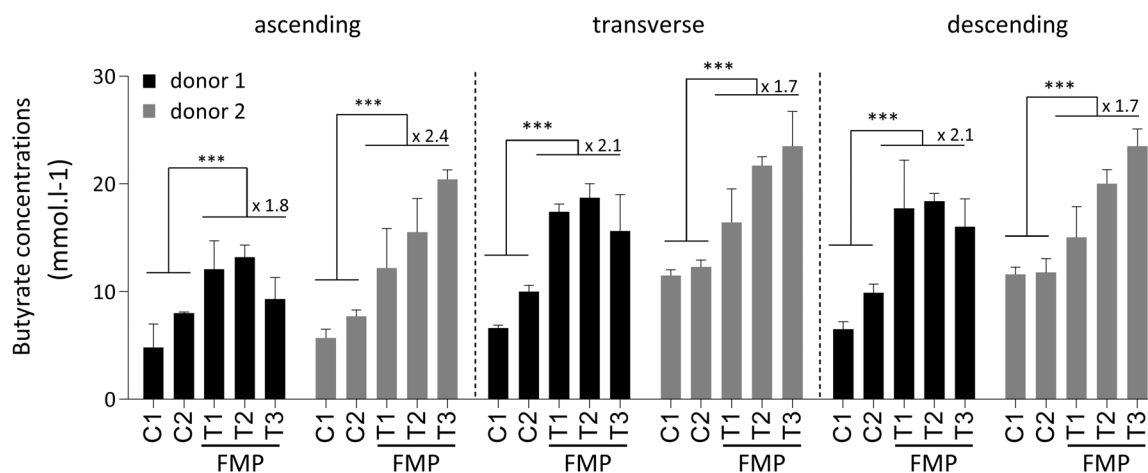 ascending transverse descending
Butyrate concentrations
(mmol.l-1)
30
20
10
0
donor 1
donor 2
*** x 1.8
*** x 2.4
*** x 2.1
*** x 1.7
*** x 2.1
*** x 1.7
C1 C2 T1 T2 T3 C1 C2 T1 T2 T3 C1 C2 T1 T2 T3 C1 C2 T1 T2 T3 C1 C2 T1 T2 T3 C1 C2 T1 T2 T3
FMP FMP FMP FMP FMP FMP